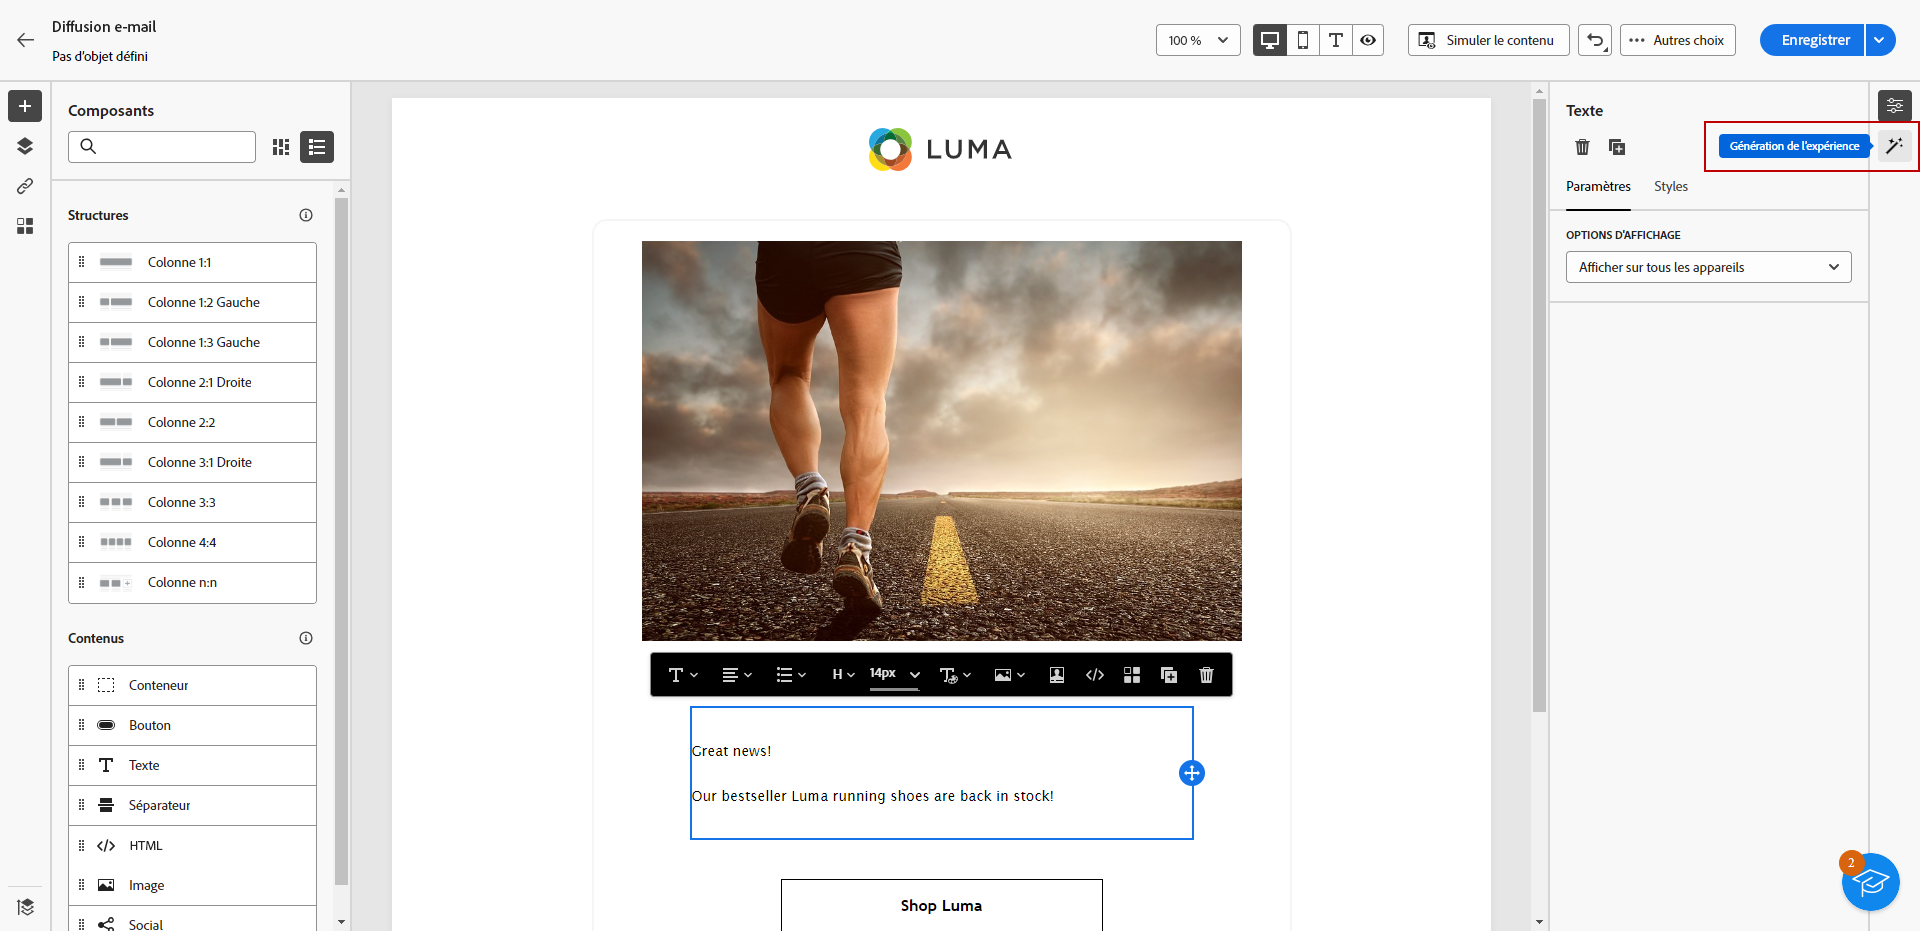 Diffusion e-mail
Pas d'objet défini
100 %
Simuler le contenu
Autres choix
Enregistrer
Composants
Structures
Colonne 1:1
Colonne 1:2 Gauche
Colonne 1:3 Gauche
Colonne 2:1 Droite
Colonne 2:2
Colonne 3:1 Droite
Colonne 3:3
Colonne 4:4
Colonne n:n
Contenus
Conteneur
Bouton
Texte
Séparateur
HTML
Image
Social
LUMA
H
14px
Great news!
Our bestseller Luma running shoes are back in stock!
Shop Luma
Texte
Génération de l'expérience
Paramètres
Styles
OPTIONS D'AFFICHAGE
Afficher sur tous les appareils
2